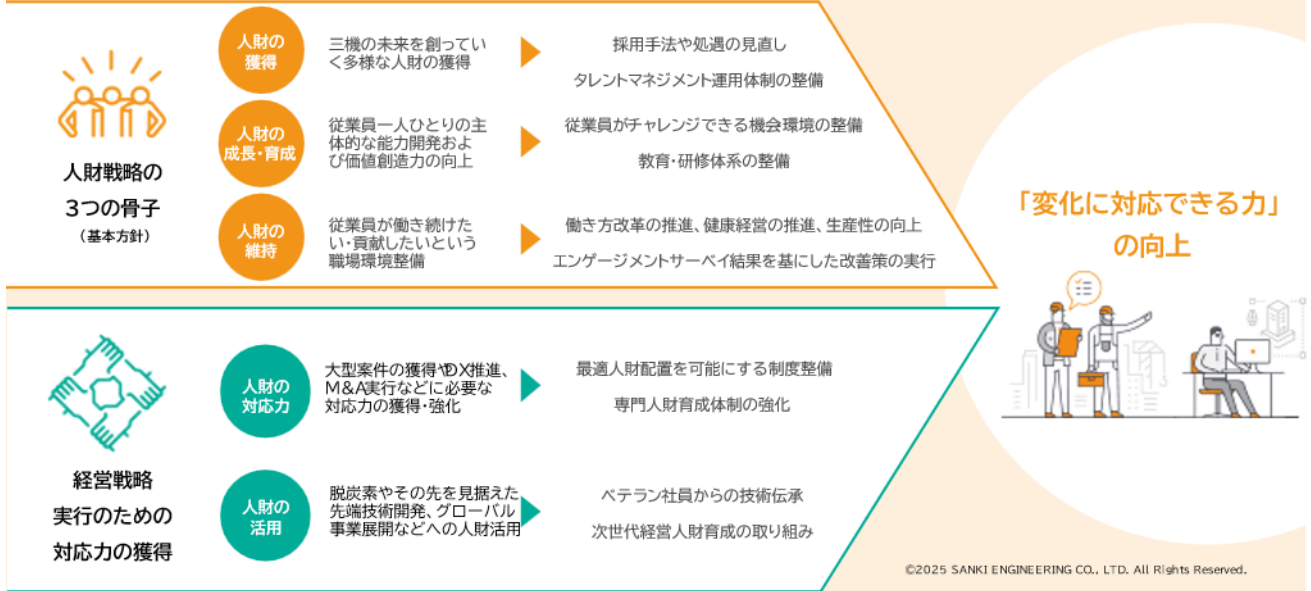 人財戦略の
3つの骨子
（基本方針）
人財の
獲得
三機の未来を創ってい
く多様な人財の獲得
採用手法や処遇の見直し
タレントマネジメント運用体制の整備
人財の
成長・育成
従業員一人ひとりの主
体的な能力開発およ
び価値創造力の向上
従業員がチャレンジできる機会環境の整備
教育・研修体系の整備
人財の
維持
従業員が働き続けた
い・貢献したいという
職場環境整備
働き方改革の推進、健康経営の推進、生産性の向上
エンゲージメントサーベイ結果を基にした改善策の実行
経営戦略
実行のための
対応力の獲得
人財の
対応力
大型案件の獲得やDX推進、
M&A実行などに必要な
対応力の獲得・強化
最適人財配置を可能にする制度整備
専門人財育成体制の強化
人財の
活用
脱炭素やその先を見据えた
先端技術開発、グローバル
事業展開などへの人財活用
ベテラン社員からの技術伝承
次世代経営人財育成の取り組み
「変化に対応できる力」
の向上
©2025 SANKI ENGINEERING CO., LTD. All Rights Reserved.